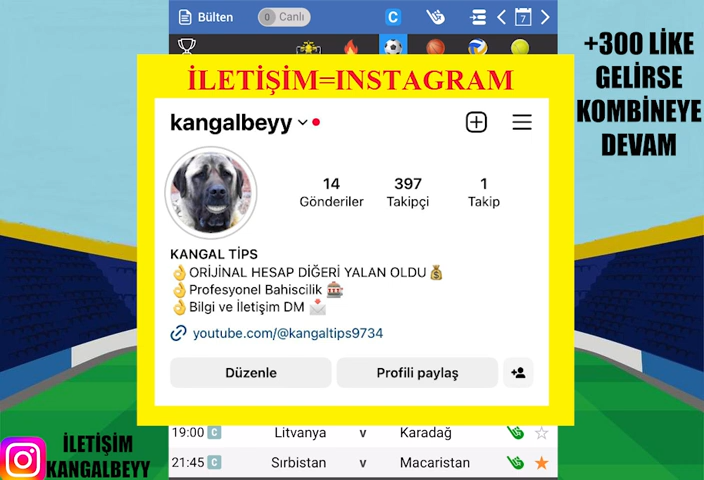 Bülten
0 Canlı
C
7
+300 LİKE
GELİRSE
KOMBİNEYE
DEVAM
İLETİŞİM=INSTAGRAM
kangalbeyy
14 397 1
Gönderiler Takipçi Takip
KANGAL TİPS
ORİJİNAL HESAP DİĞERİ YALAN OLDU
Profesyonel Bahiscilik
Bilgi ve İletişim DM
youtube.com/@kangaltips9734
Düzenle Profili paylaş
19:00 C Litvanya v Karadağ
21:45 C Sırbistan v Macaristan
İLETİŞİM
KANGALBEYY